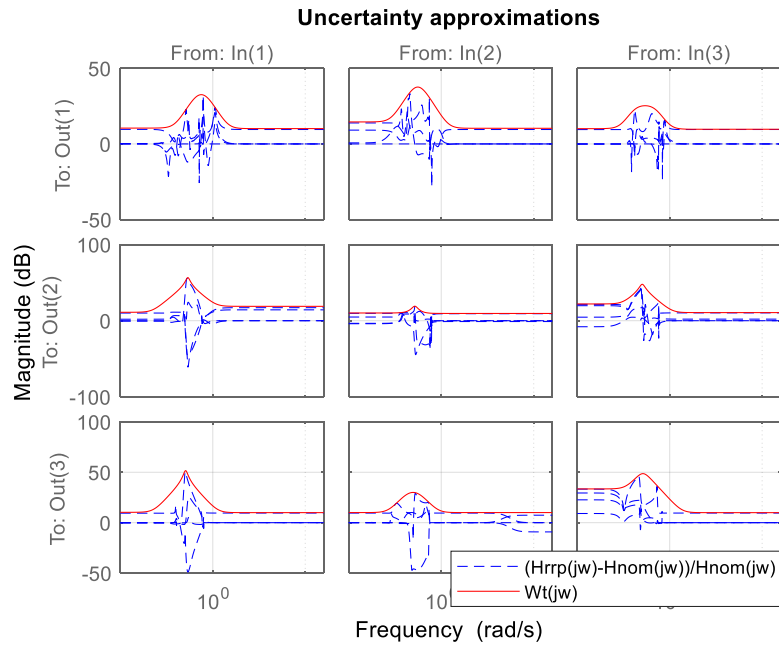 Uncertainty approximations
From: In(1)
From: In(2)
From: In(3)
To: Out(1)
50
0
-50
To: Out(2)
100
0
-100
To: Out(3)
100
50
0
-50
Magnitude (dB)
10^0
(Hrrp(jw)-Hnom(jw))/Hnom(jw)
Wt(jw)
Frequency (rad/s)